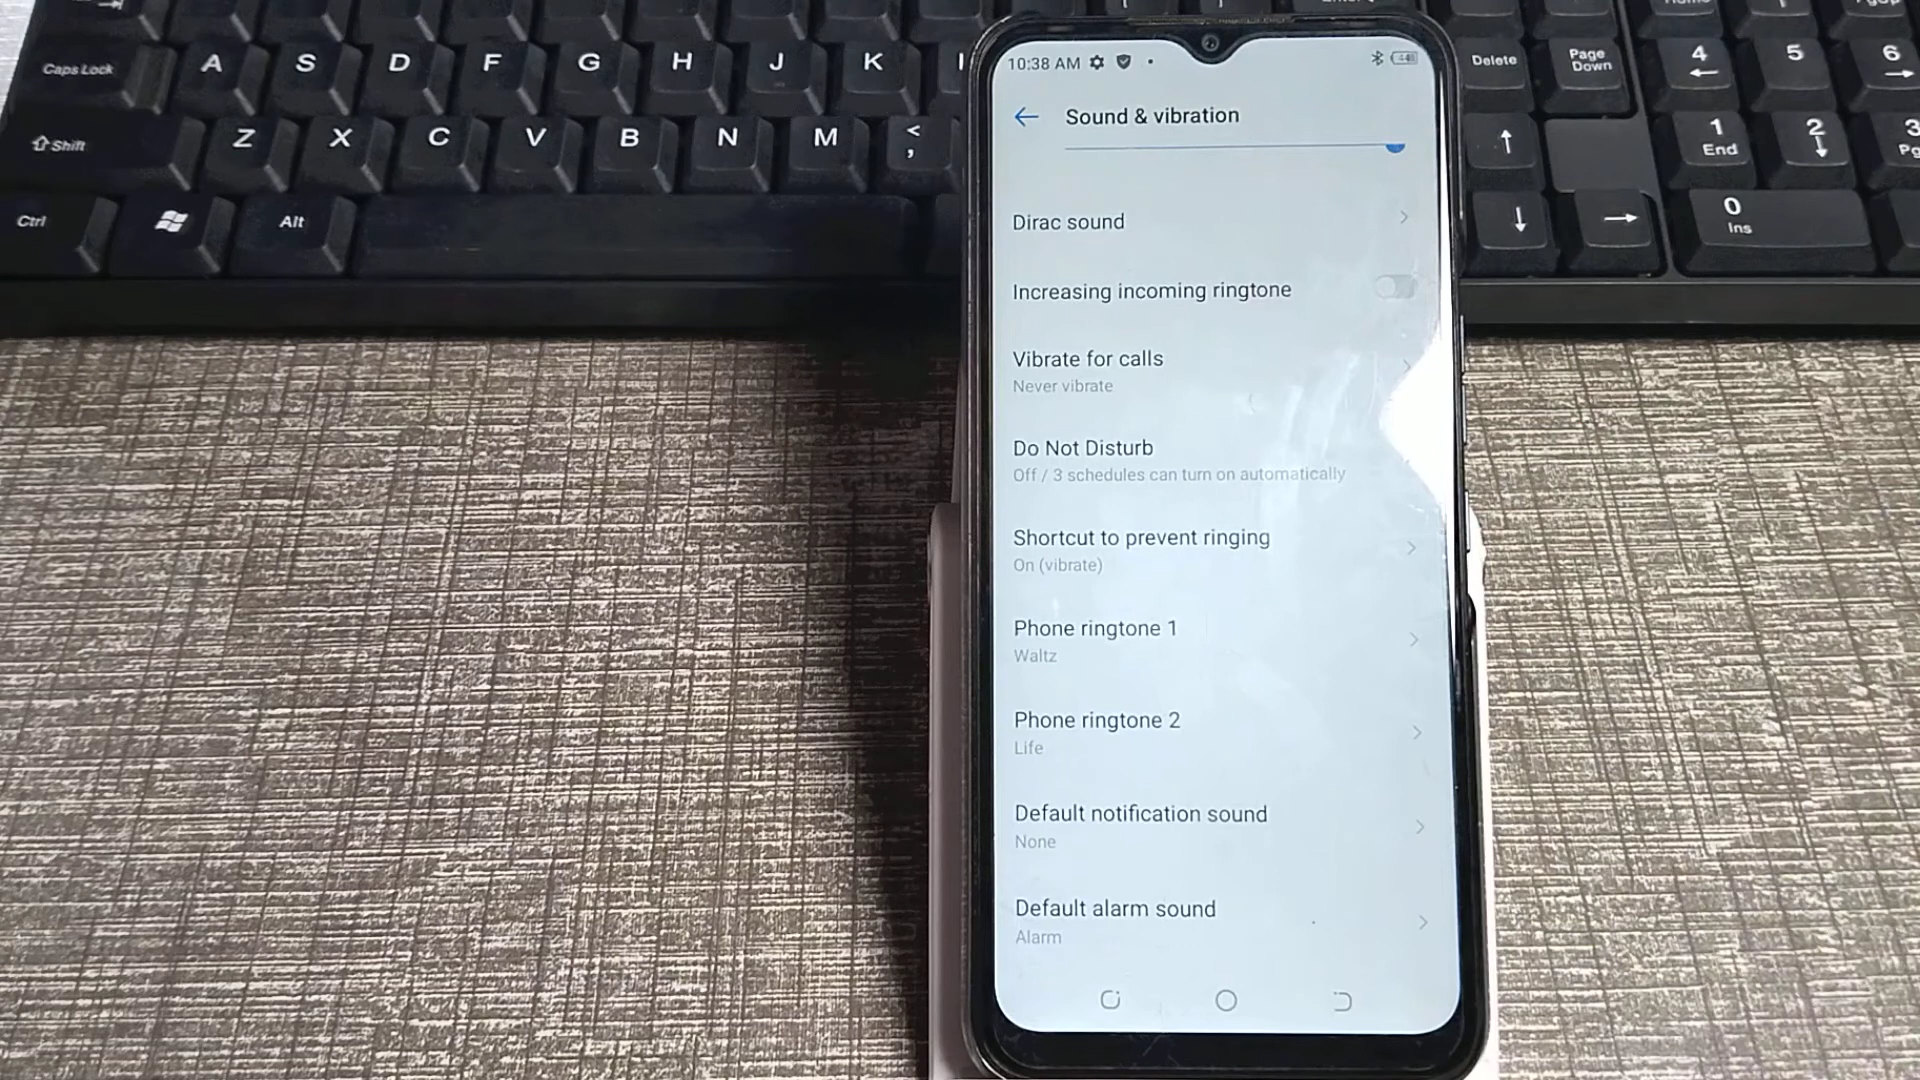 Caps Lock A S D F G H J K
Delete Page Down 4 5 6
Shift Z X C V B N M < ,
1 End 2 3
Ctrl Alt
0 Ins
10:38 AM
Sound & vibration
Dirac sound
Increasing incoming ringtone
Vibrate for calls
Never vibrate
Do Not Disturb
Off / 3 schedules can turn on automatically
Shortcut to prevent ringing
On (vibrate)
Phone ringtone 1
Waltz
Phone ringtone 2
Life
Default notification sound
None
Default alarm sound
Alarm